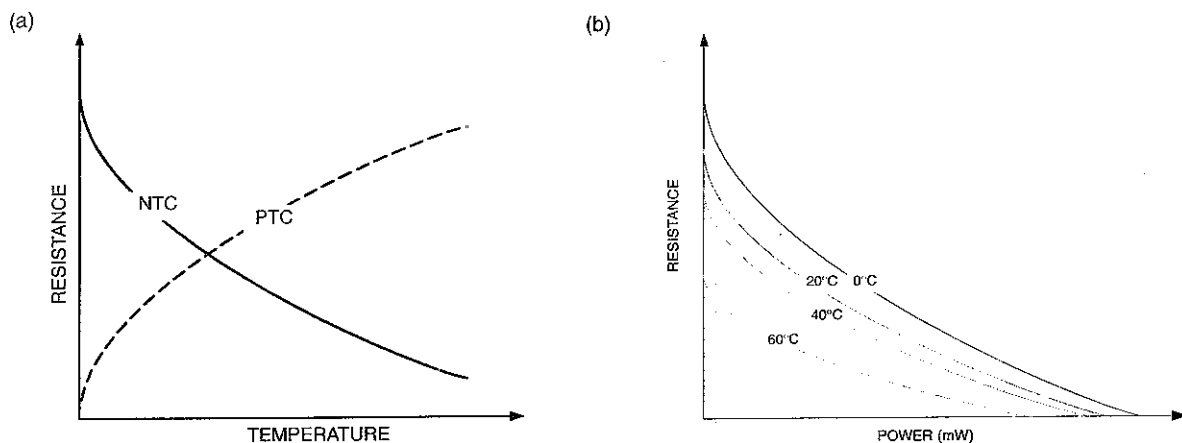 (a)
RESISTANCE
NTC
PTC
TEMPERATURE
(b)
RESISTANCE
20°C 0°C
40°C
60°C
POWER (mW)